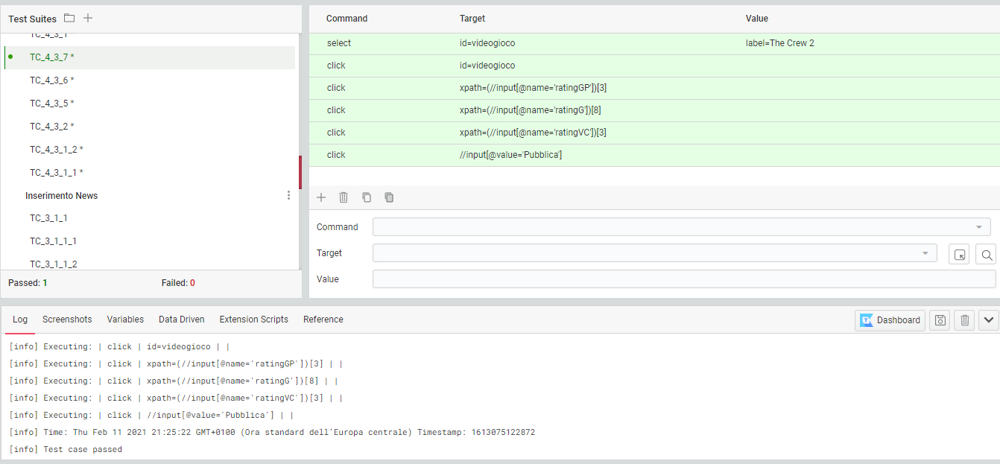 Test Suites
TC_4_3_1 *
TC_4_3_7 *
TC_4_3_6 *
TC_4_3_5 *
TC_4_3_2 *
TC_4_3_1_2 *
TC_4_3_1_1 *
Inserimento News
TC_3_1_1
TC_3_1_1_1
TC_3_1_1_2
Passed: 1 Failed: 0
Command Target Value
select id=videogioco label=The Crew 2
click id=videogioco
click xpath=(//input[@name='ratingGP'])[3]
click xpath=(//input[@name='ratingG'])[8]
click xpath=(//input[@name='ratingVC'])[3]
click //input[@value='Pubblica']
Command
Target
Value
Log Screenshots Variables Data Driven Extension Scripts Reference Dashboard
[info] Executing: | click | id=videogioco | |
[info] Executing: | click | xpath=(//input[@name='ratingGP'])[3] | |
[info] Executing: | click | xpath=(//input[@name='ratingG'])[8] | |
[info] Executing: | click | xpath=(//input[@name='ratingVC'])[3] | |
[info] Executing: | click | //input[@value='Pubblica'] | |
[info] Time: Thu Feb 11 2021 21:25:22 GMT+0100 (Ora standard dell'Europa centrale) Timestamp: 1613075122872
[info] Test case passed